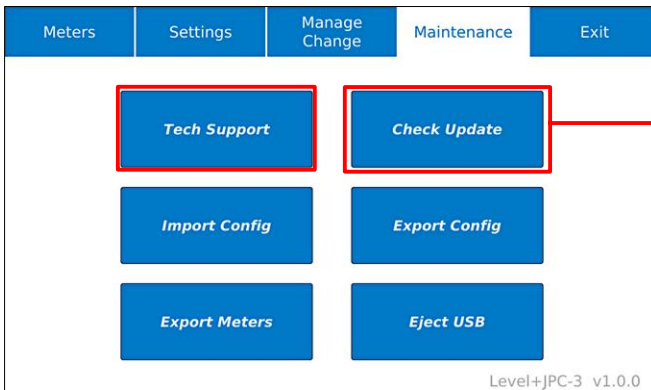 Meters Settings Manage Change Maintenance Exit
Tech Support Check Update
Import Config Export Config
Export Meters Eject USB
Level+JPC-3 v1.0.0